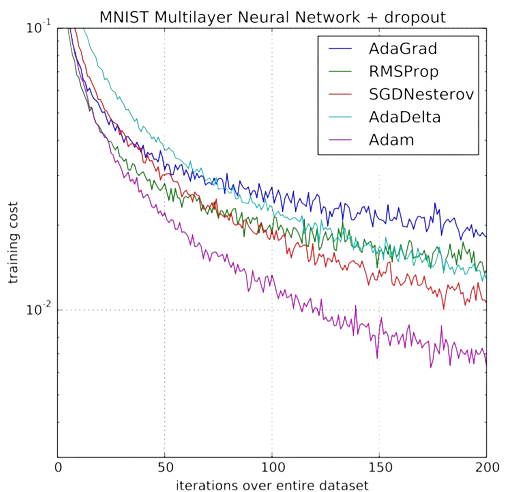 MNIST Multilayer Neural Network + dropout
10⁻¹
AdaGrad
RMSProp
SGDNesterov
AdaDelta
Adam
training cost
10⁻²
0 50 100 150 200
iterations over entire dataset